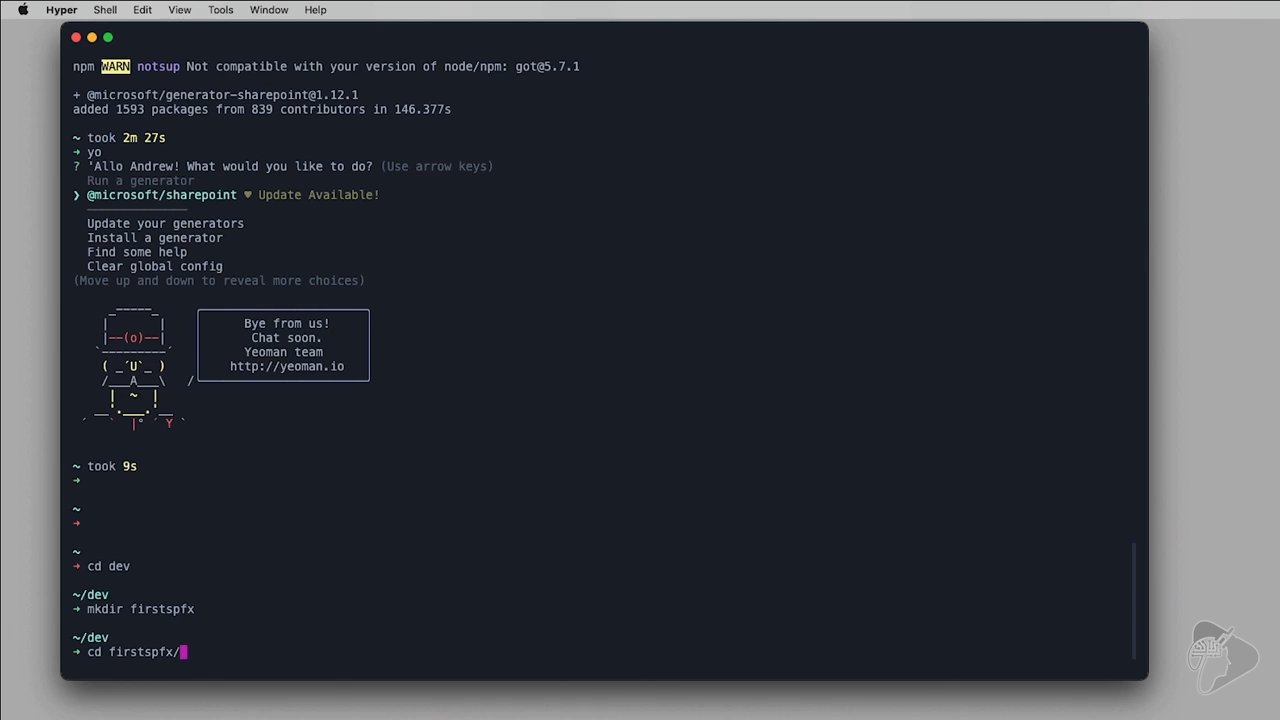 Hyper Shell Edit View Tools Window Help
npm WARN notsup Not compatible with your version of node/npm: got@5.7.1
+ @microsoft/generator-sharepoint@1.12.1
added 1593 packages from 839 contributors in 146.377s
~ took 2m 27s
➜ yo
? 'Allo Andrew! What would you like to do? (Use arrow keys)
Run a generator
❯ @microsoft/sharepoint ♥ Update Available!
──────────────
Update your generators
Install a generator
Find some help
Clear global config
(Move up and down to reveal more choices)
Bye from us!
Chat soon.
Yeoman team
http://yeoman.io
~ took 9s
➜
~
➜
~
➜ cd dev
~/dev
➜ mkdir firstspfx
~/dev
➜ cd firstspfx/